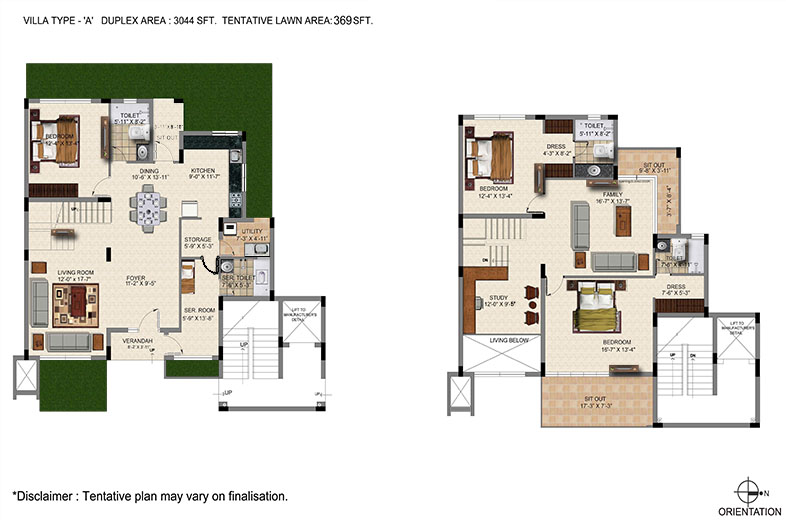 VILLA TYPE - 'A' DUPLEX AREA : 3044 SFT. TENTATIVE LAWN AREA: 369 SFT.
TOILET
5'-11" X 8'-2"
BEDROOM
12'-4" X 13'-4"
SIT OUT
DINING
10'-6" X 13'-11"
KITCHEN
9'-0" X 11'-7"
UP
UTILITY
7'-3" X 4'-11"
STORAGE
5'-9" X 5'-3"
LIVING ROOM
12'-0" x 17'-7"
FOYER
11'-2" X 9'-5"
SER. TOILET
7'-6" X 5'-3"
SER. ROOM
5'-9" X 13'-8"
VERANDAH
8'-2" X 3'-11"
UP
LIFT TO
MANUFACTURER'S
DETAIL
UP
UP
TOILET
5'-11" X 8'-2"
DRESS
4'-3" X 8'-2"
BEDROOM
12'-4" X 13'-4"
SIT OUT
9'-8" X 3'-11"
3'-7" X 8'-4"
FAMILY
16'-7" X 13'-7"
DN
TOILET
STUDY
12'-0" X 9'-5"
DRESS
7'-6" X 5'-3"
LIVING BELOW
BEDROOM
16'-7" X 13'-4"
LIFT TO
MANUFACTURER'S
DETAIL
UP
DN
SIT OUT
17'-3" X 7'-3"
*Disclaimer : Tentative plan may vary on finalisation.
N
ORIENTATION